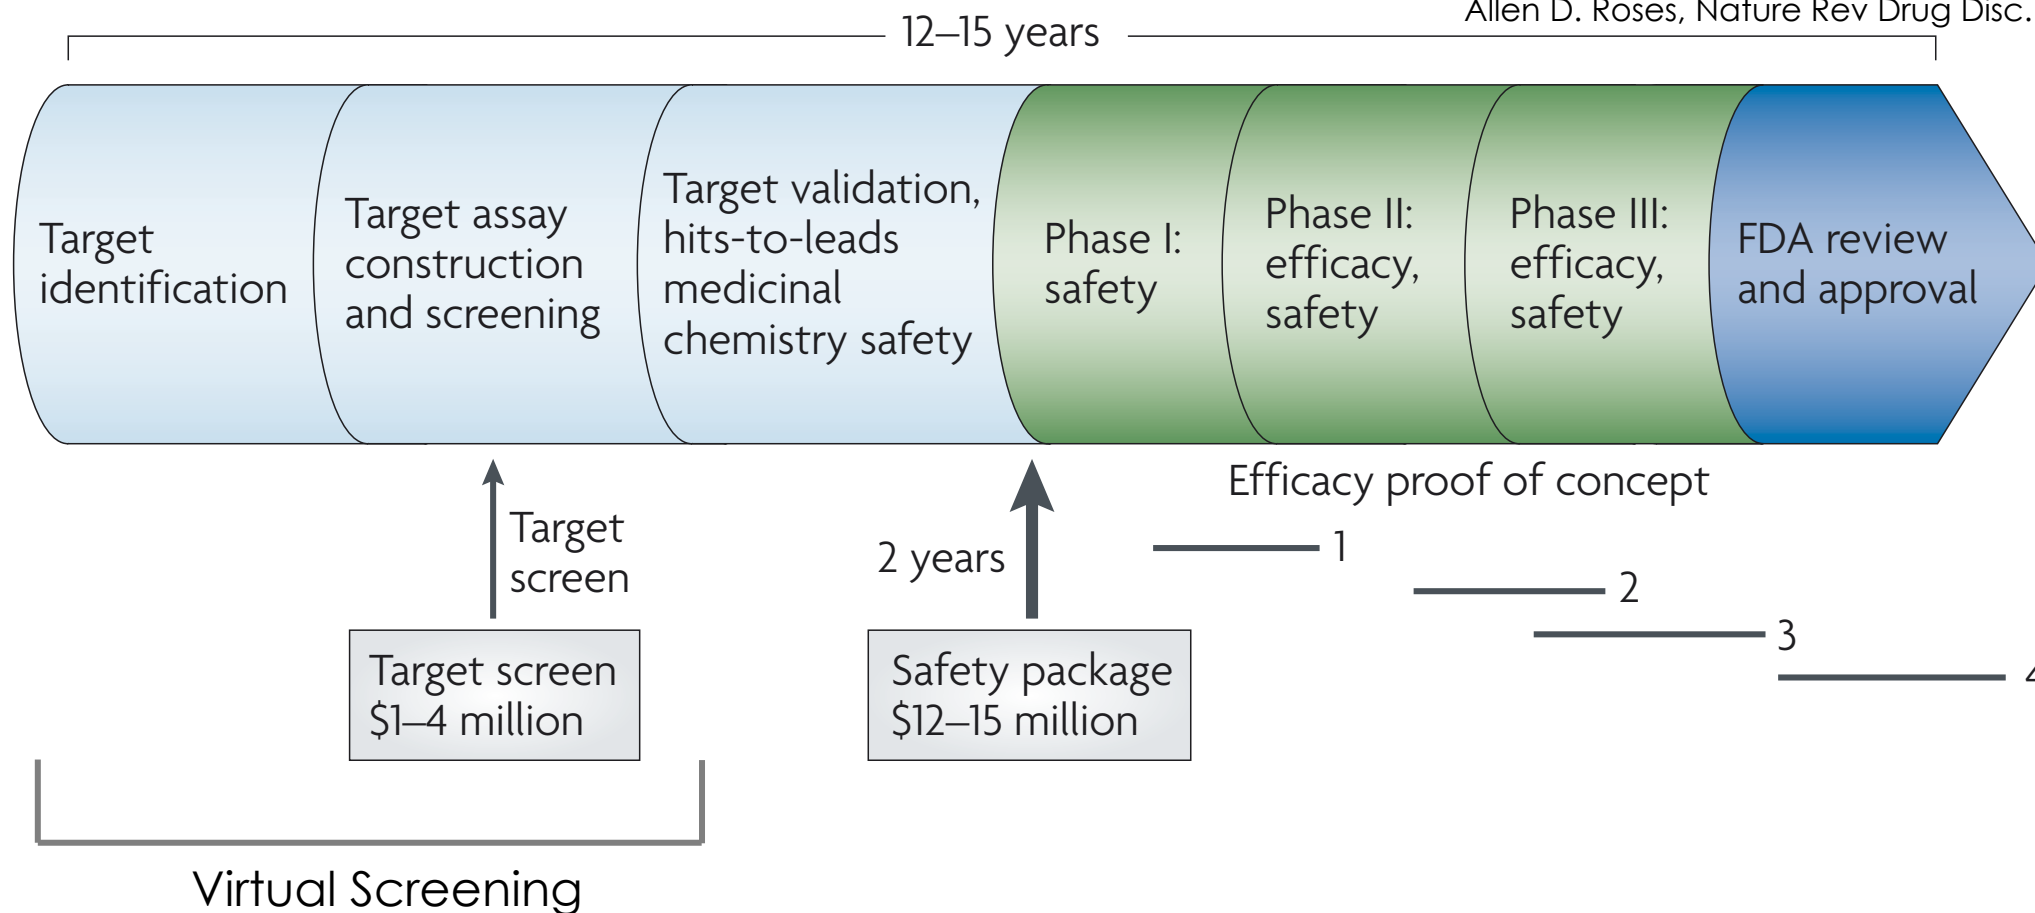 Allen D. Roses, Nature Rev Drug Disc.
12–15 years
Target
identification
Target assay
construction
and screening
Target validation,
hits-to-leads
medicinal
chemistry safety
Phase I:
safety
Phase II:
efficacy,
safety
Phase III:
efficacy,
safety
FDA review
and approval
Efficacy proof of concept
Target
screen
2 years
1
2
3
4
Target screen
$1–4 million
Safety package
$12–15 million
Virtual Screening